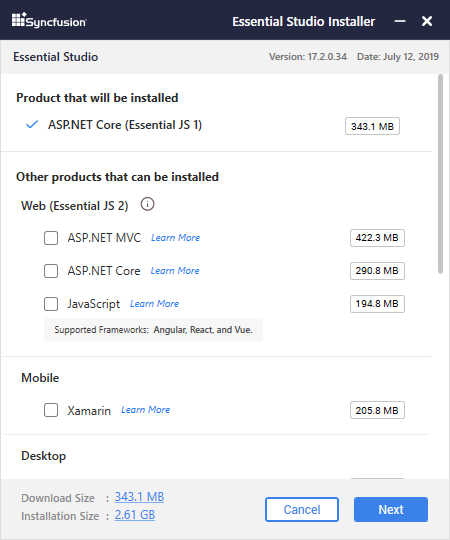 Syncfusion® Essential Studio Installer
Essential Studio Version: 17.2.0.34 Date: July 12, 2019
Product that will be installed
ASP.NET Core (Essential JS 1) 343.1 MB
Other products that can be installed
Web (Essential JS 2)
ASP.NET MVC Learn More 422.3 MB
ASP.NET Core Learn More 290.8 MB
JavaScript Learn More 194.8 MB
Supported Frameworks: Angular, React, and Vue.
Mobile
Xamarin Learn More 205.8 MB
Desktop
Download Size : 343.1 MB
Installation Size : 2.61 GB
Cancel Next